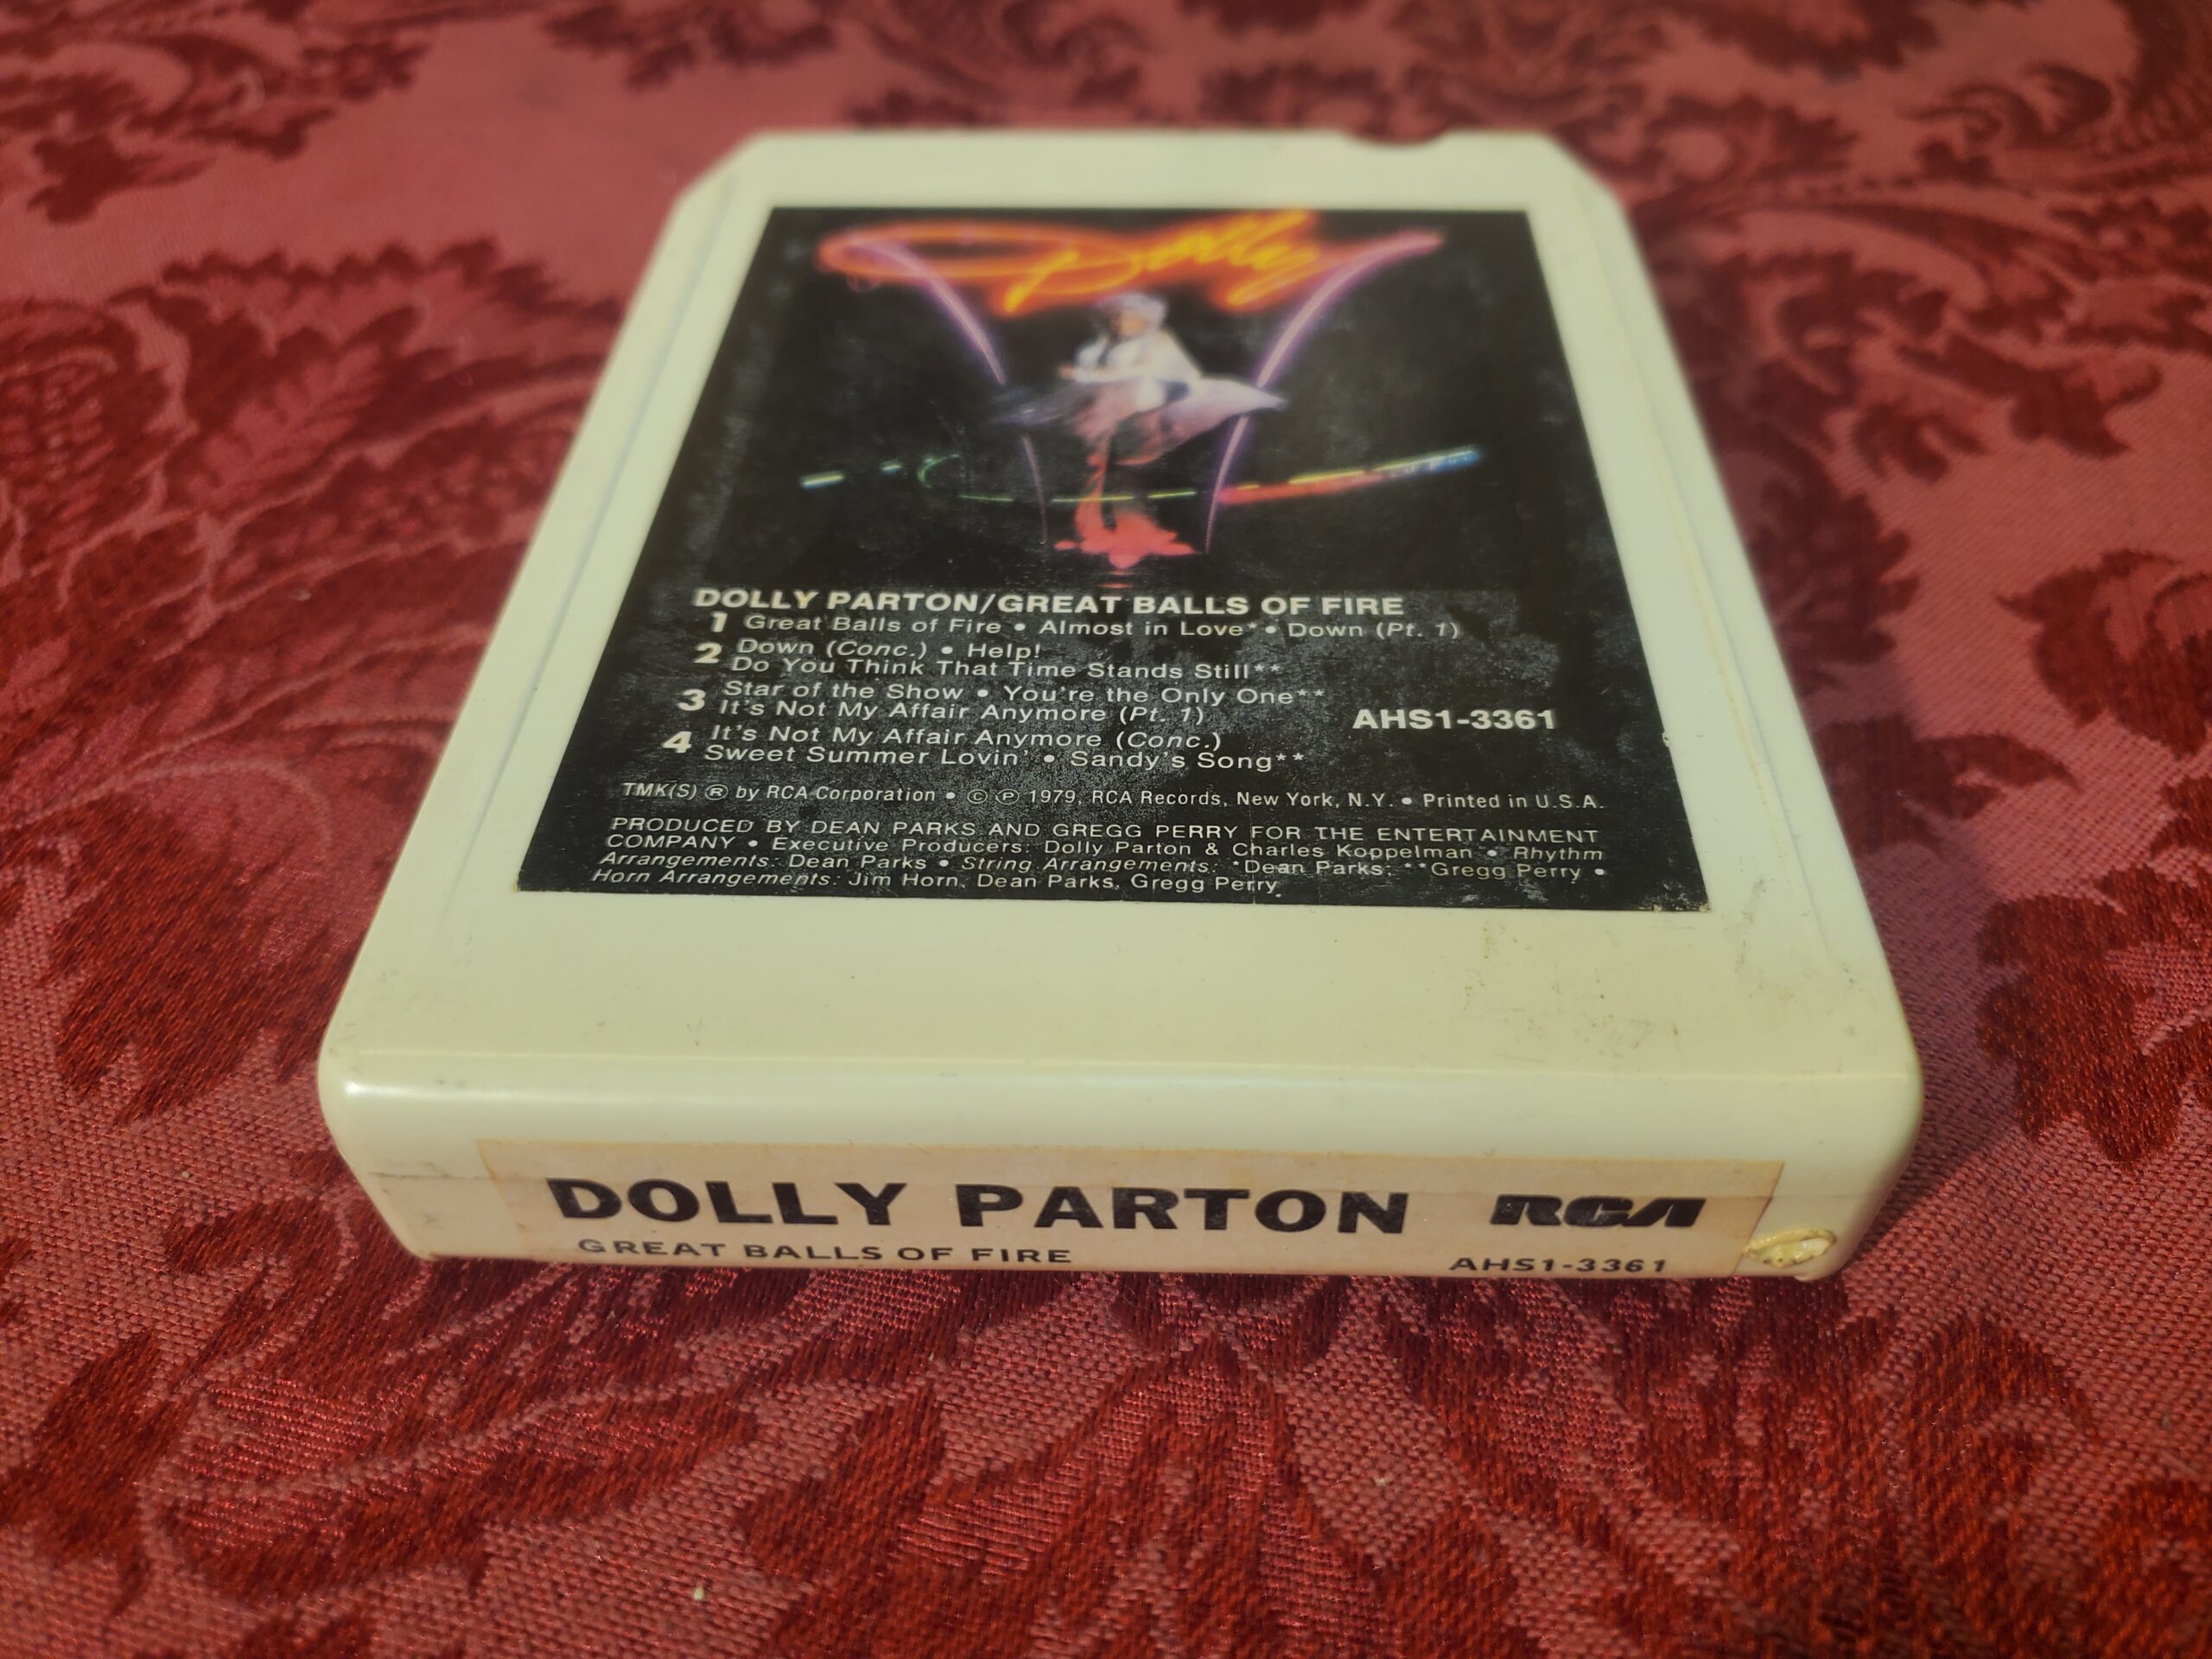 Dolly
DOLLY PARTON/GREAT BALLS OF FIRE
1 Great Balls of Fire • Almost in Love* • Down (Pt. 1)
2 Down (Conc.) • Help!
Do You Think That Time Stands Still**
3 Star of the Show • You're the Only One**
It's Not My Affair Anymore (Pt. 1)
AHS1-3361
4 It's Not My Affair Anymore (Conc.)
Sweet Summer Lovin' • Sandy's Song**
TMK(S) ® by RCA Corporation • © ℗ 1979, RCA Records, New York, N.Y. • Printed in U.S.A.
PRODUCED BY DEAN PARKS AND GREGG PERRY FOR THE ENTERTAINMENT
COMPANY • Executive Producers: Dolly Parton & Charles Koppelman • Rhythm
Arrangements: Dean Parks • String Arrangements: *Dean Parks; **Gregg Perry •
Horn Arrangements: Jim Horn, Dean Parks, Gregg Perry
DOLLY PARTON RCA
GREAT BALLS OF FIRE AHS1-3361